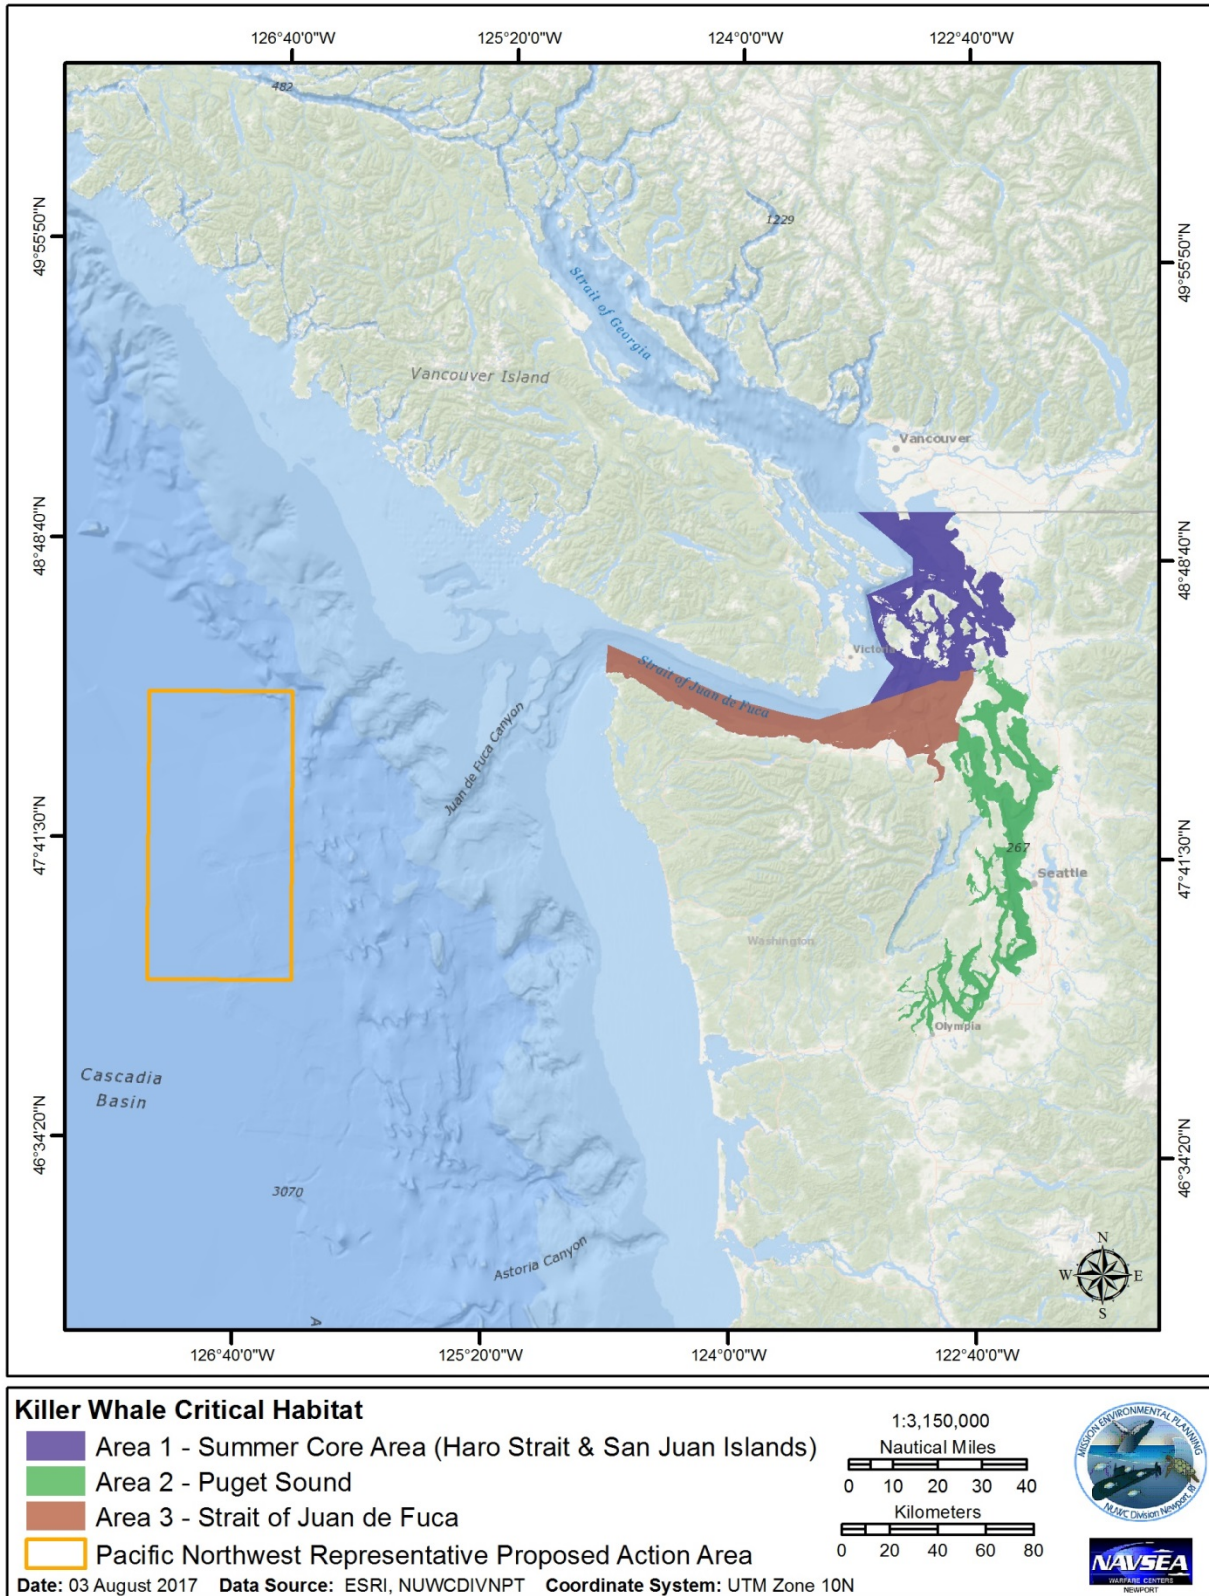 126°40'0"W 125°20'0"W 124°0'0"W 122°40'0"W
482
1229
49°55'50"N
49°55'50"N
Strait of Georgia
Vancouver Island
Vancouver
48°48'40"N
48°48'40"N
Victoria
Strait of Juan de Fuca
Juan de Fuca Canyon
47°41'30"N
47°41'30"N
267
Seattle
Washington
Olympia
Cascadia
Basin
46°34'20"N
46°34'20"N
3070
Astoria Canyon
A
N
W E
S
126°40'0"W 125°20'0"W 124°0'0"W 122°40'0"W
Killer Whale Critical Habitat
Area 1 - Summer Core Area (Haro Strait & San Juan Islands)
Area 2 - Puget Sound
Area 3 - Strait of Juan de Fuca
Pacific Northwest Representative Proposed Action Area
1:3,150,000
Nautical Miles
0 10 20 30 40
Kilometers
0 20 40 60 80
MISSION ENVIRONMENTAL PLANNING
NUWC Division Newport, RI
NAVSEA
WARFARE CENTERS
NEWPORT
Date: 03 August 2017 Data Source: ESRI, NUWCDIVNPT Coordinate System: UTM Zone 10N